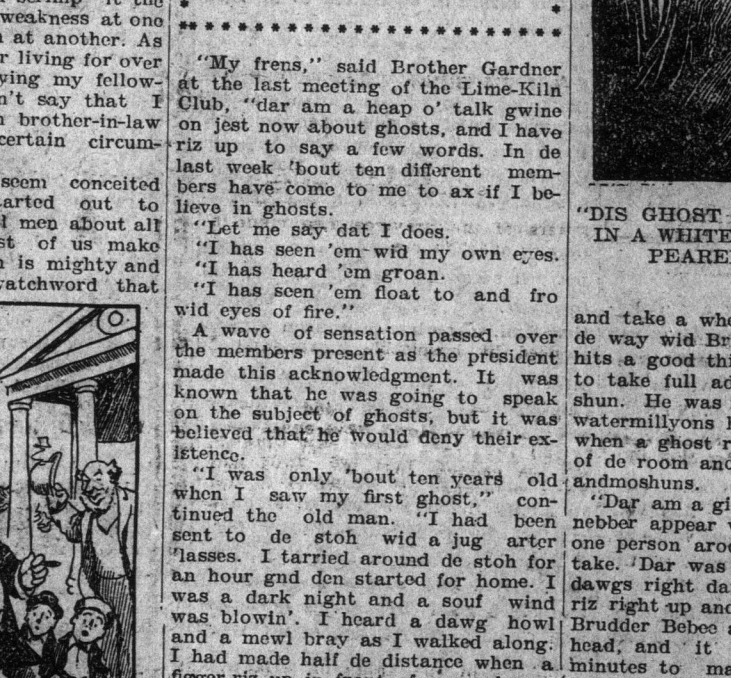 weakness at one
at another. As
living for over
ying my fellow-
n't say that I
brother-in-law
certain circum-
seem conceited
arted out to
men about all
st of us make
is mighty and
watchword that
"My frens," said Brother Gardner
at the last meeting of the Lime-Kiln
Club, "dar am a heap o' talk gwine
on jest now about ghosts, and I have
riz up to say a few words. In de
last week 'bout ten different mem-
bers have come to me to ax if I be-
lieve in ghosts.
"Let me say dat I does.
"I has seen 'em wid my own eyes.
"I has heard 'em groan.
"I has seen 'em float to and fro
wid eyes of fire."
A wave of sensation passed over
the members present as the president
made this acknowledgment. It was
known that he was going to speak
on the subject of ghosts, but it was
believed that he would deny their ex-
istence.
"I was only 'bout ten years old
when I saw my first ghost," con-
tinued the old man. "I had been
sent to de stoh wid a jug arter
'lasses. I tarried around de stoh for
an hour gnd den started for home. I
was a dark night and a souf wind
was blowin'. I heard a dawg howl
and a mewl bray as I walked along.
I had made half de distance when a
"DIS GHOST
IN A WHITE
PEARE
and take a whe
de way wid Br
hits a good thi
to take full ad
shun. He was
watermillyons
when a ghost r
of de room and
andmoshuns.
"Dar am a gi
nebber appear
one person aro
take. Dar was
dawgs right da
riz right up and
Brudder Bebee
head, and it
minutes to ma